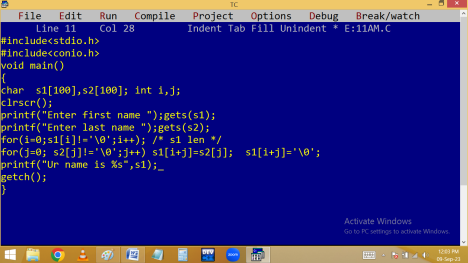 TC
File Edit Run Compile Project Options Debug Break/watch
Line 11 Col 28 Indent Tab Fill Unindent * E:11AM.C
#include<stdio.h>
#include<conio.h>
void main()
{
char s1[100],s2[100]; int i,j;
clrscr();
printf("Enter first name ");gets(s1);
printf("Enter last name ");gets(s2);
for(i=0;s1[i]!='\0';i++); /* s1 len */
for(j=0; s2[j]!='\0';j++) s1[i+j]=s2[j]; s1[i+j]='\0';
printf("Ur name is %s",s1);_
getch();
}
Activate Windows
Go to PC settings to activate Windows.
12:03 PM
09-Sep-23